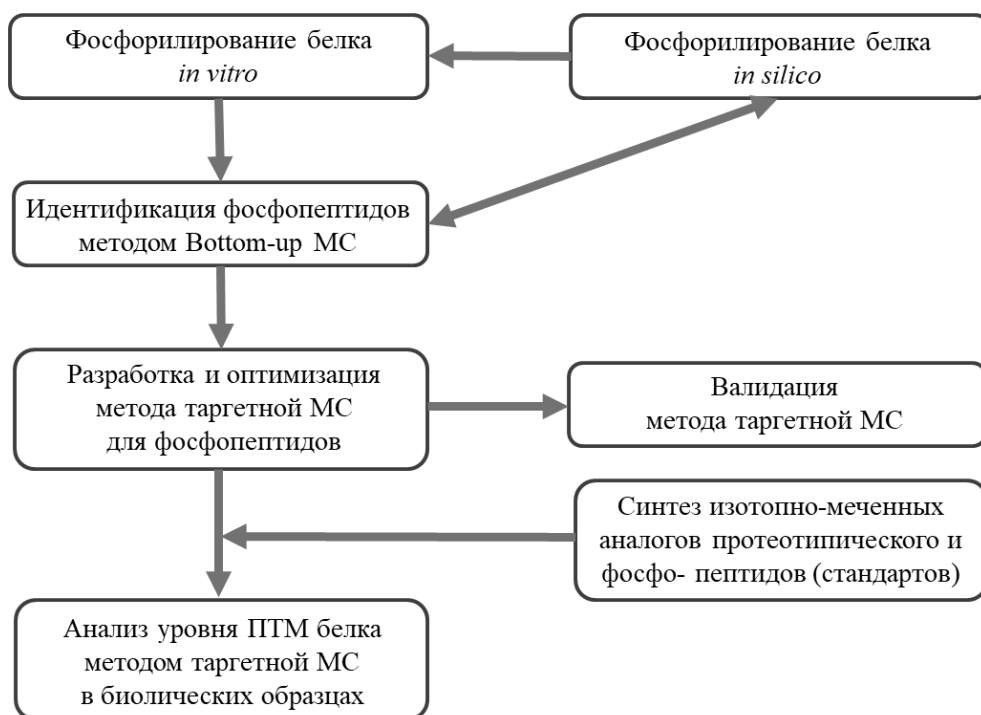 Фосфорилирование белка
in vitro
Фосфорилирование белка
in silico
Идентификация фосфопептидов
методом Bottom-up МС
Разработка и оптимизация
метода таргетной МС
для фосфопептидов
Валидация
метода таргетной МС
Синтез изотопно-меченных
аналогов протеотипического и
фосфо- пептидов (стандартов)
Анализ уровня ПТМ белка
методом таргетной МС
в биолических образцах